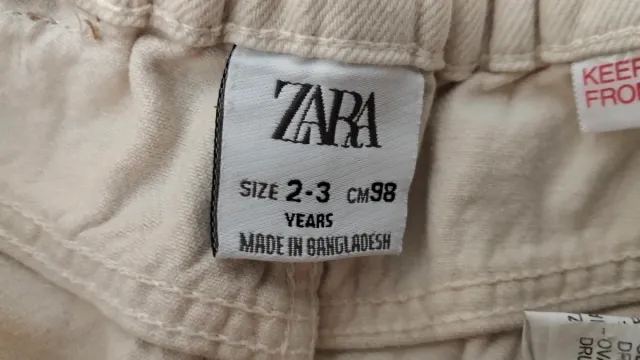 ZARA
SIZE 2-3 CM98
YEARS
MADE IN BANGLADESH
KEEP
FROM